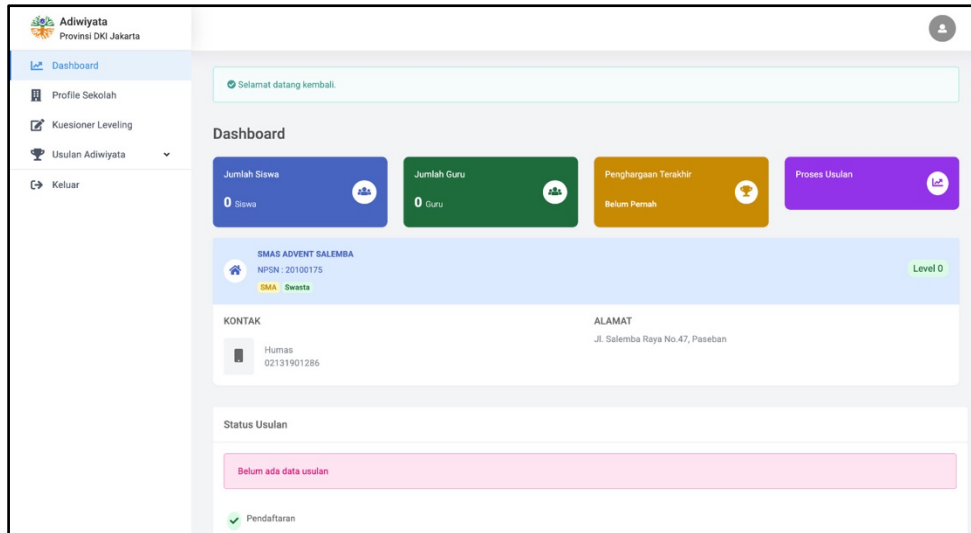 Adiwiyata
Provinsi DKI Jakarta
Dashboard
Profile Sekolah
Kuesioner Leveling
Usulan Adiwiyata
Keluar
Selamat datang kembali.
Dashboard
Jumlah Siswa
0 Siswa
Jumlah Guru
0 Guru
Penghargaan Terakhir
Belum Pernah
Proses Usulan
SMAS ADVENT SALEMBA
NPSN : 20100175
SMA Swasta
Level 0
KONTAK
Humas
02131901286
ALAMAT
Jl. Salemba Raya No.47, Paseban
Status Usulan
Belum ada data usulan
Pendaftaran